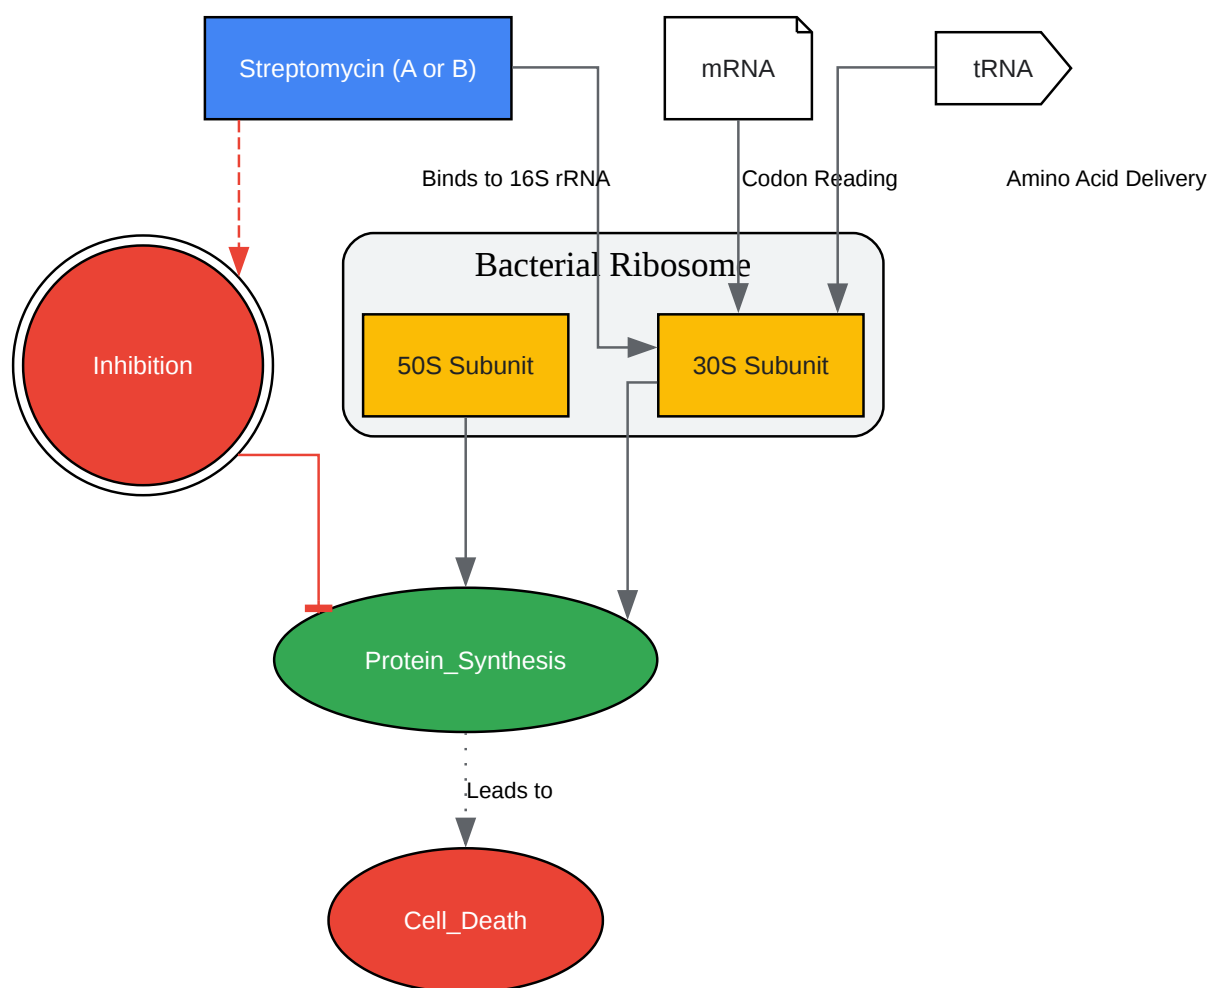 Streptomycin (A or B)
mRNA
tRNA
Binds to 16S rRNA
Codon Reading
Amino Acid Delivery
Bacterial Ribosome
Inhibition
50S Subunit
30S Subunit
Protein_Synthesis
Leads to
Cell_Death